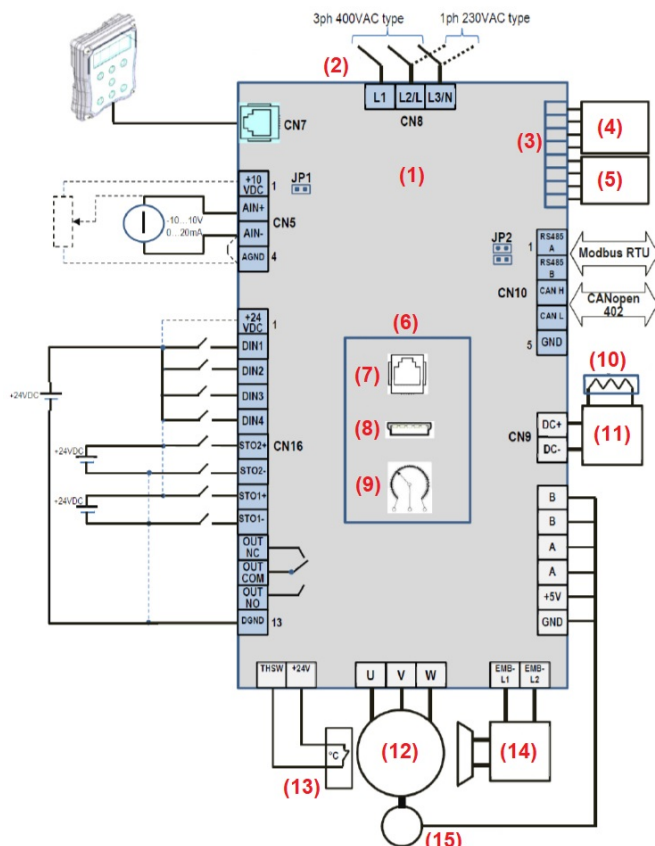 3ph 400VAC type
1ph 230VAC type
(2)
L1
L2/L
L3/N
CN8
CN7
(1)
(3)
(4)
(5)
+10
VDC
1
JP1
AIN+
CN5
-10...10V
0...20mA
AIN-
AGND
4
JP2
1
RS485
A
RS485
B
Modbus RTU
CN10
CAN H
CAN L
CANopen
402
5
GND
+24
VDC
1
DIN1
DIN2
DIN3
DIN4
CN16
STO2+
STO2-
STO1+
STO1-
OUT
NC
OUT
COM
OUT
NO
DGND
13
+24VDC
+24VDC
+24VDC
(6)
(7)
(8)
(9)
(10)
CN9
DC+
DC-
(11)
B
B
A
A
+5V
GND
THSW
+24V
U
V
W
EMB-
L1
EMB-
L2
°C
(12)
(13)
(14)
(15)